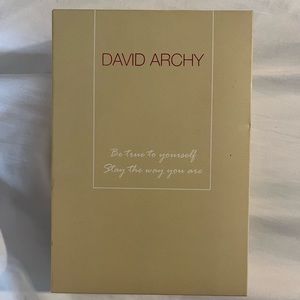 DAVID ARCHY
Be true to yourself
Stay the way you are